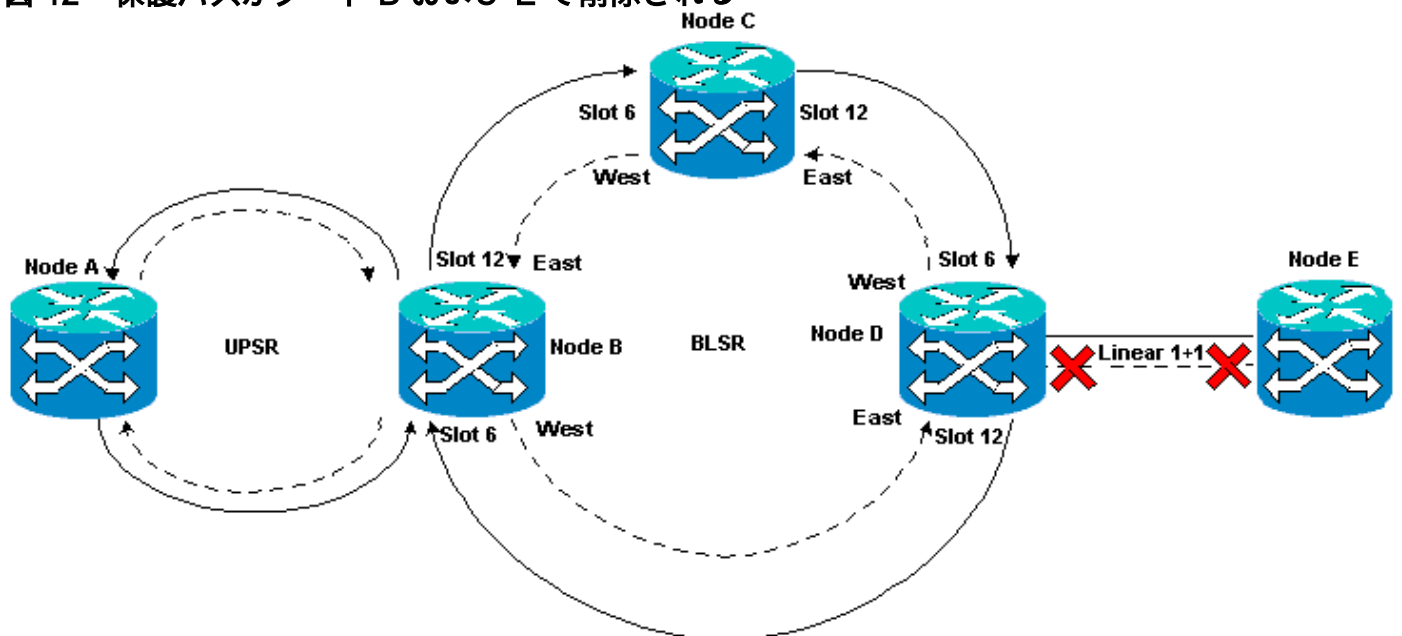 Node C
Slot 6
Slot 12
West
East
Node A
Slot 12
East
Slot 6
West
Node E
UPSR
Node B
BLSR
Node D
Linear 1+1
Slot 6
West
East
Slot 12